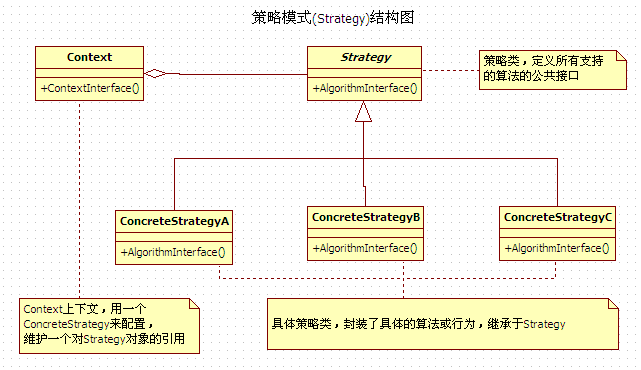 策略模式(Strategy)结构图
Context
+ContextInterface()
Strategy
+AlgorithmInterface()
策略类，定义所有支持
的算法的公共接口
ConcreteStrategyA
+AlgorithmInterface()
ConcreteStrategyB
+AlgorithmInterface()
ConcreteStrategyC
+AlgorithmInterface()
Context上下文，用一个
ConcreteStrategy来配置，
维护一个对Strategy对象的引用
具体策略类，封装了具体的算法或行为，继承于Strategy